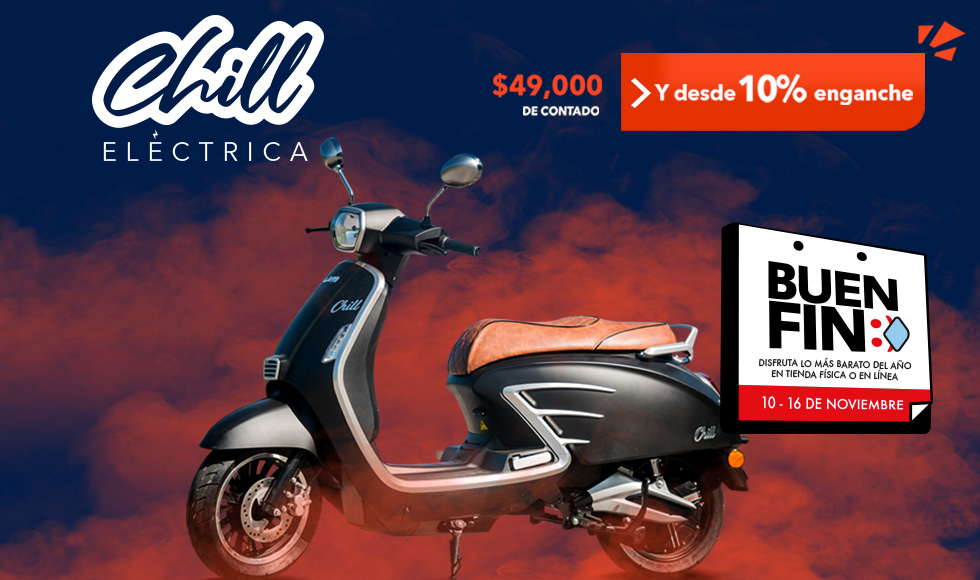 Chill
ELÉCTRICA
$49,000
DE CONTADO
Y desde 10% enganche
Chill
Chill
BUEN
FIN
DISFRUTA LO MÁS BARATO DEL AÑO
EN TIENDA FÍSICA O EN LÍNEA
10 - 16 DE NOVIEMBRE